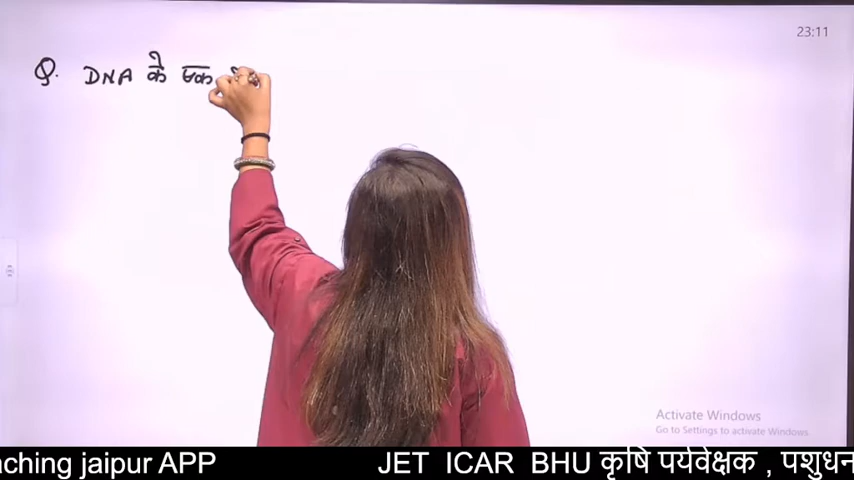 23:11
Q. DNA के एक
Activate Windows
Go to Settings to activate Windows
aching jaipur APP JET ICAR BHU कृषि पर्यवेक्षक , पशुधन